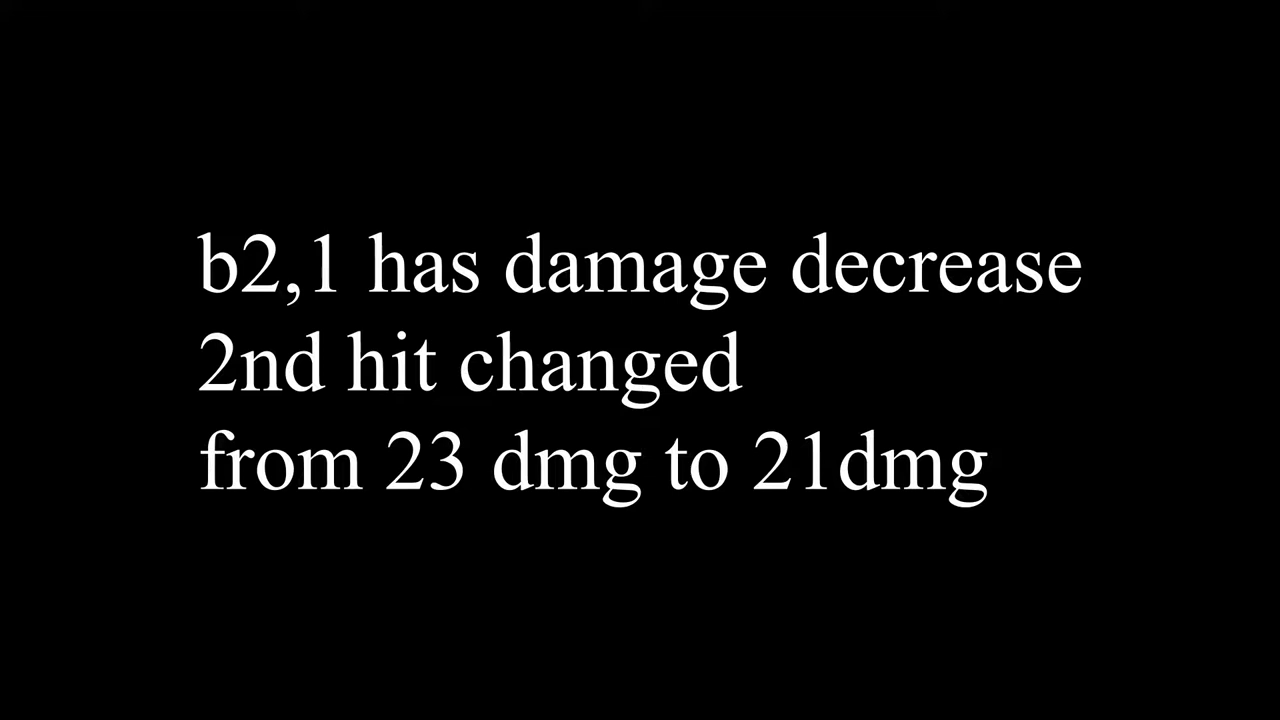 b2,1 has damage decrease
2nd hit changed
from 23 dmg to 21dmg